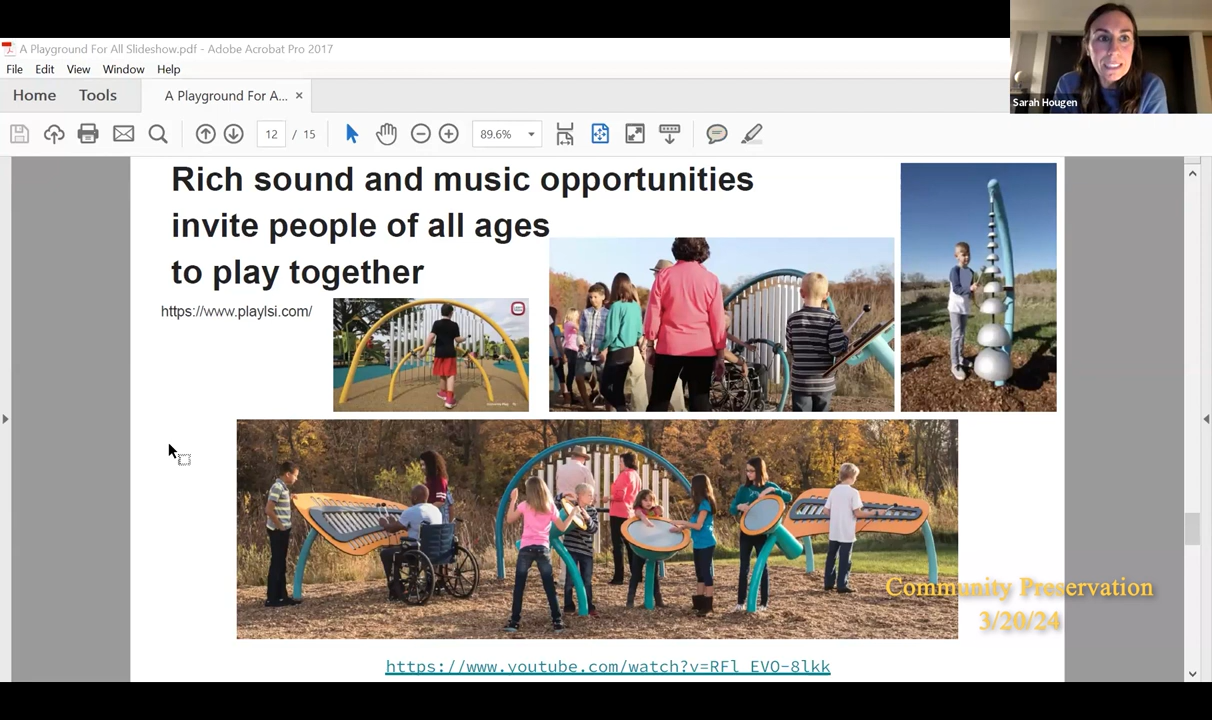 A Playground For All Slideshow.pdf - Adobe Acrobat Pro 2017
File Edit View Window Help
Home Tools A Playground For A... ×
12 / 15 89.6%
Sarah Hougen
Rich sound and music opportunities
invite people of all ages
to play together
https://www.playlsi.com/
Community Preservation
3/20/24
https://www.youtube.com/watch?v=RFl_EVO-8lkk